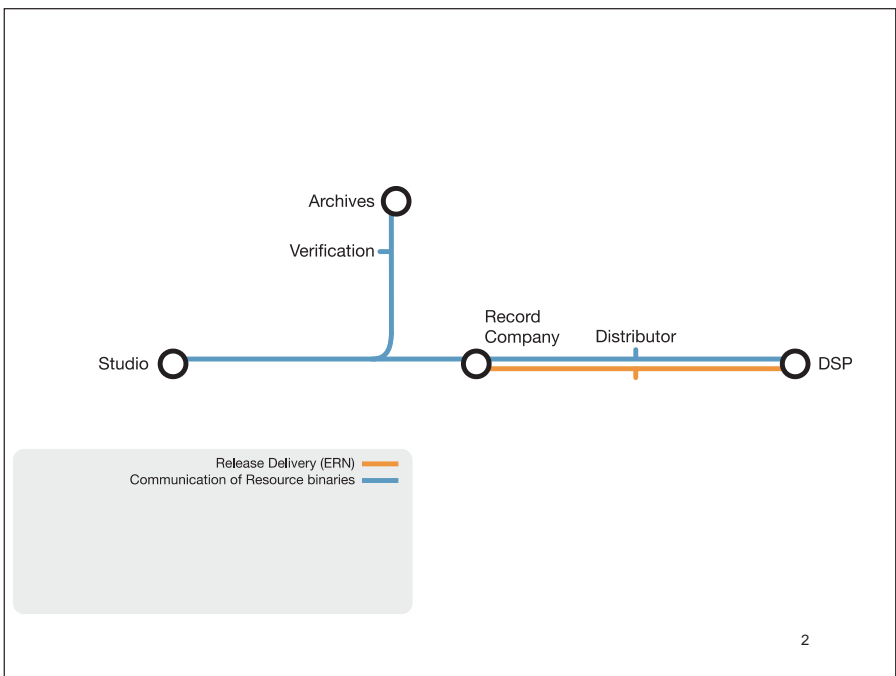 Archives
Verification
Record
Company
Distributor
Studio
DSP
Release Delivery (ERN)
Communication of Resource binaries
2